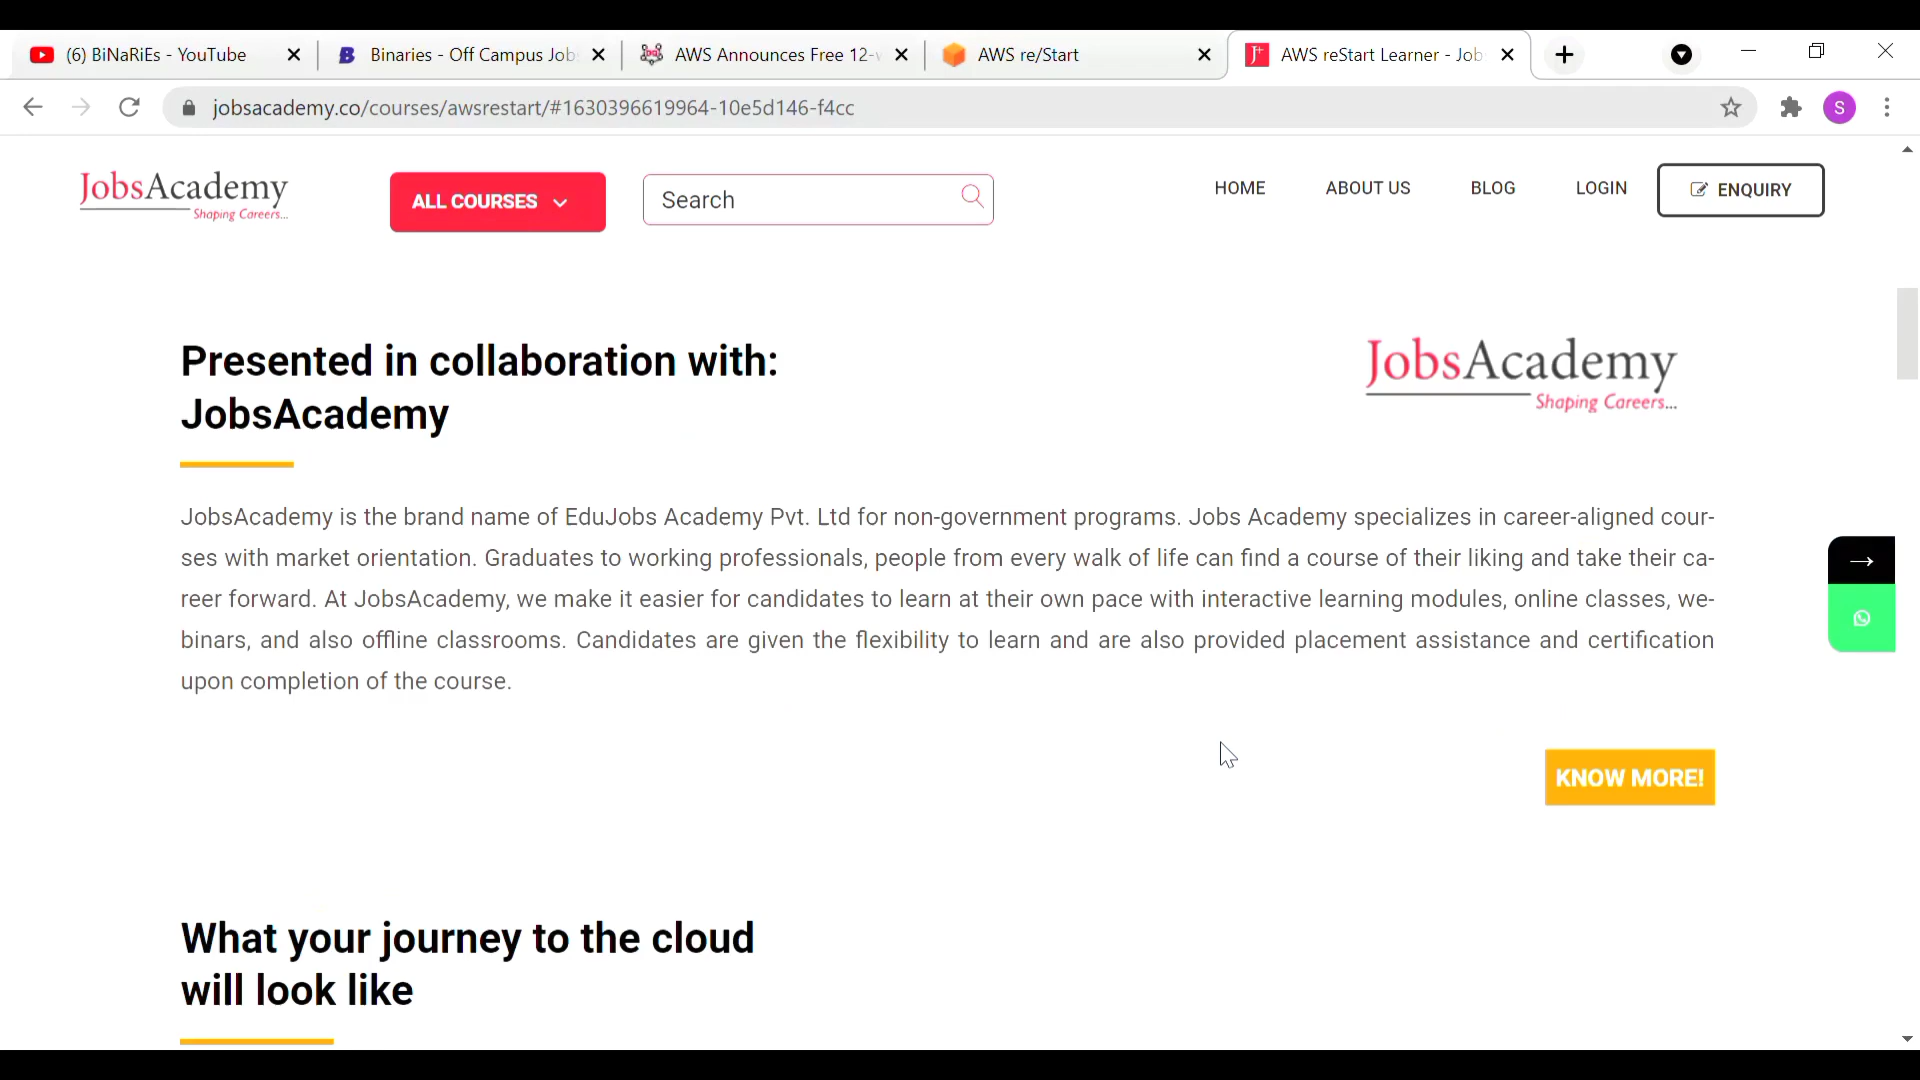 (6) BiNaRiEs - YouTube
Binaries - Off Campus Job
AWS Announces Free 12-
AWS re/Start
AWS reStart Learner - Job
jobsacademy.co/courses/awsrestart/#1630396619964-10e5d146-f4cc
S
JobsAcademy
Shaping Careers...
ALL COURSES
Search
HOME
ABOUT US
BLOG
LOGIN
ENQUIRY
Presented in collaboration with:
JobsAcademy
JobsAcademy
Shaping Careers...
JobsAcademy is the brand name of EduJobs Academy Pvt. Ltd for non-government programs. Jobs Academy specializes in career-aligned cour-
ses with market orientation. Graduates to working professionals, people from every walk of life can find a course of their liking and take their ca-
reer forward. At JobsAcademy, we make it easier for candidates to learn at their own pace with interactive learning modules, online classes, we-
binars, and also offline classrooms. Candidates are given the flexibility to learn and are also provided placement assistance and certification
upon completion of the course.
KNOW MORE!
What your journey to the cloud
will look like